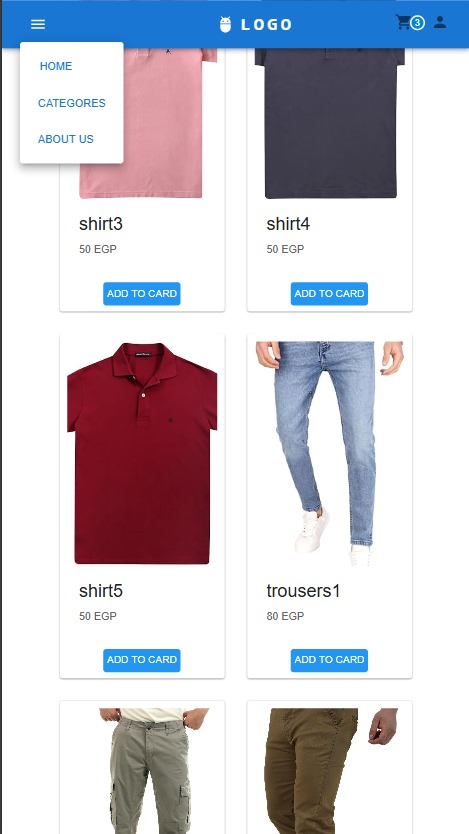 LOGO
3
HOME
CATEGORES
ABOUT US
shirt3
50 EGP
ADD TO CARD
shirt4
50 EGP
ADD TO CARD
shirt5
50 EGP
ADD TO CARD
trousers1
80 EGP
ADD TO CARD